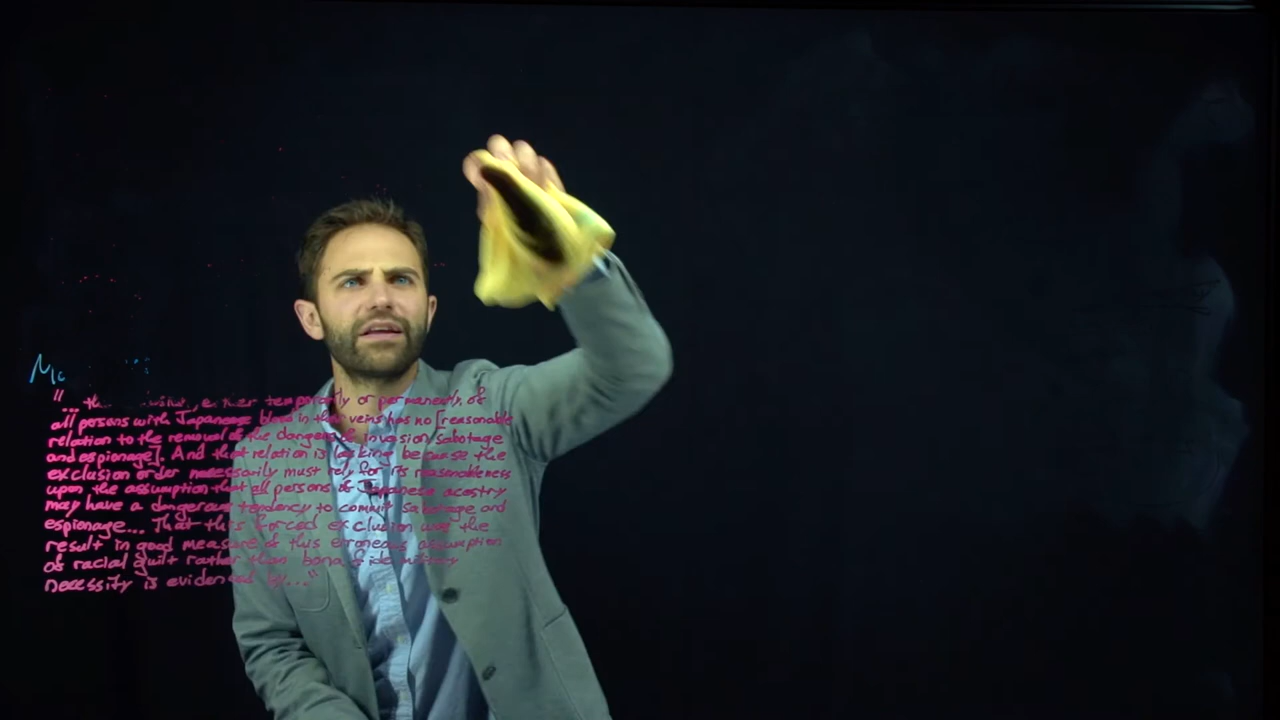 Mc
"... th... either temporarily or permanently, of
all persons with Japanese blood in their veins has no [reasonable
relation to the removal of the dangers of invasion sabotage
and espionage]. And that relation is lacking because the
exclusion order necessarily must rely for its reasonableness
upon the assumption that all persons of Japanese acestry
may have a dangerous tendency to commit sabotage and
espionage... That this forced exclusion was the
result in good measure of this erroneous assumption
of racial guilt rather than bona fide military
necessity is evidenced by..."